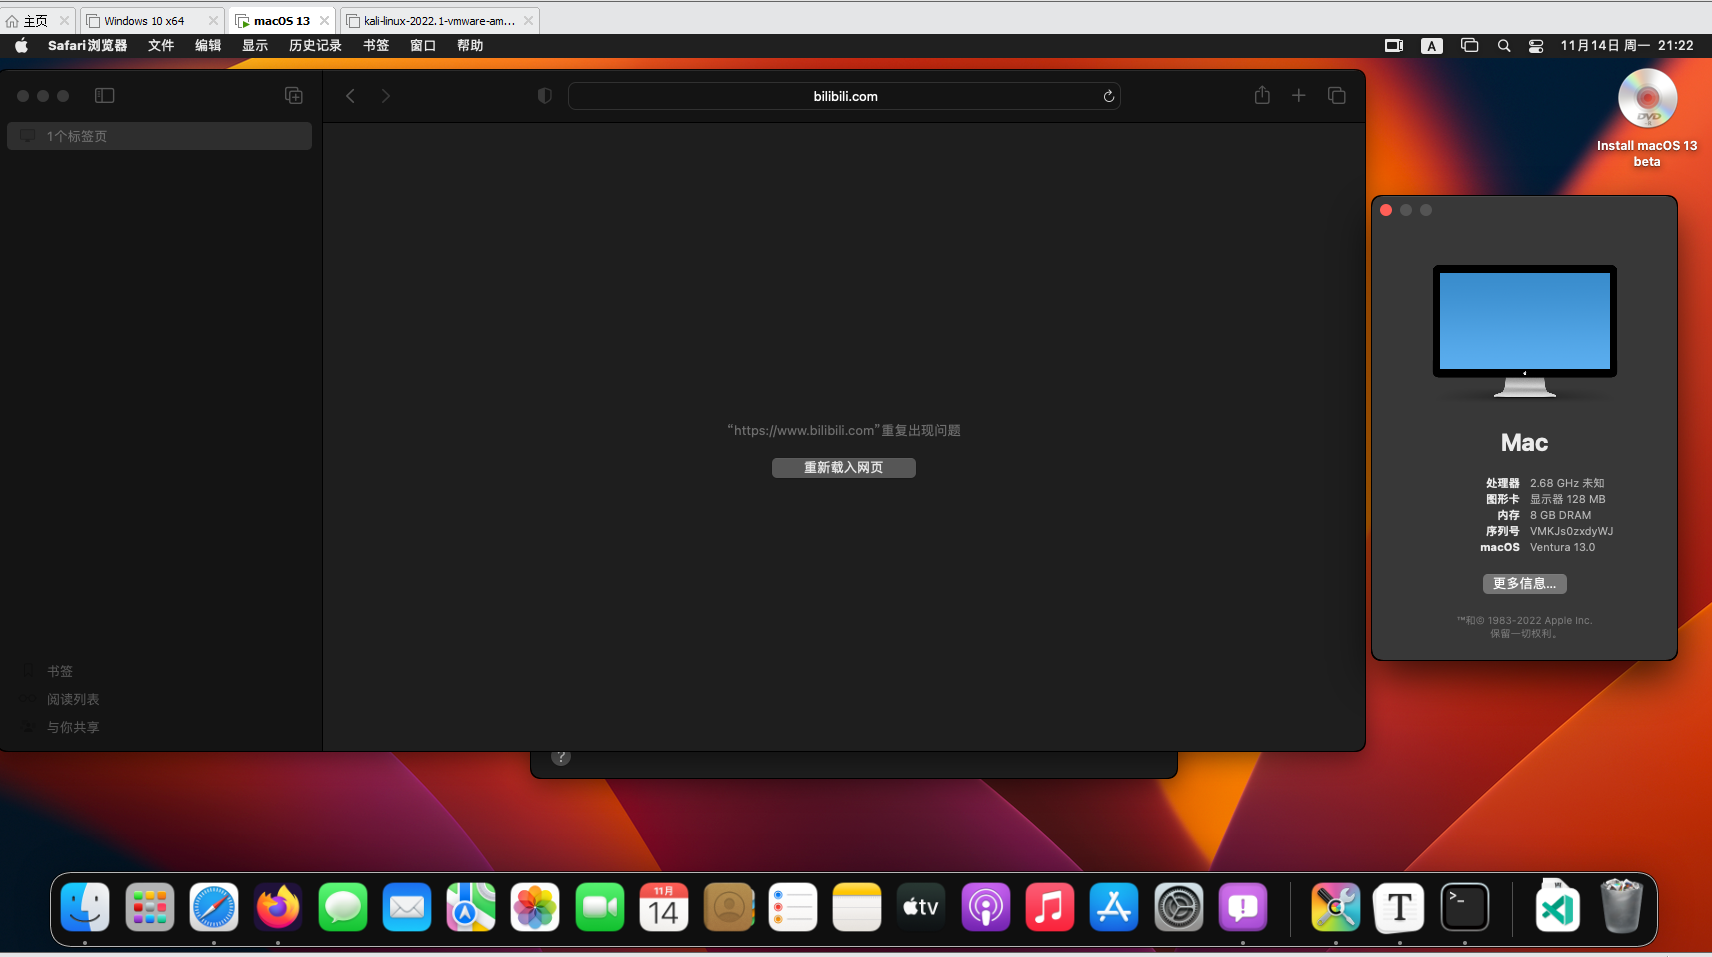 主页
Windows 10 x64
macOS 13
kali-linux-2022.1-vmware-am...
Safari浏览器 文件 编辑 显示 历史记录 书签 窗口 帮助
A
11月14日 周一 21:22
1个标签页
bilibili.com
“https://www.bilibili.com”重复出现问题
重新载入网页
书签
阅读列表
与你共享
?
DVD
Install macOS 13
beta
Mac
处理器 2.68 GHz 未知
图形卡 显示器 128 MB
内存 8 GB DRAM
序列号 VMKJs0zxdyWJ
macOS Ventura 13.0
更多信息...
™和© 1983-2022 Apple Inc.
保留一切权利。
11月
14
tv
T
>_